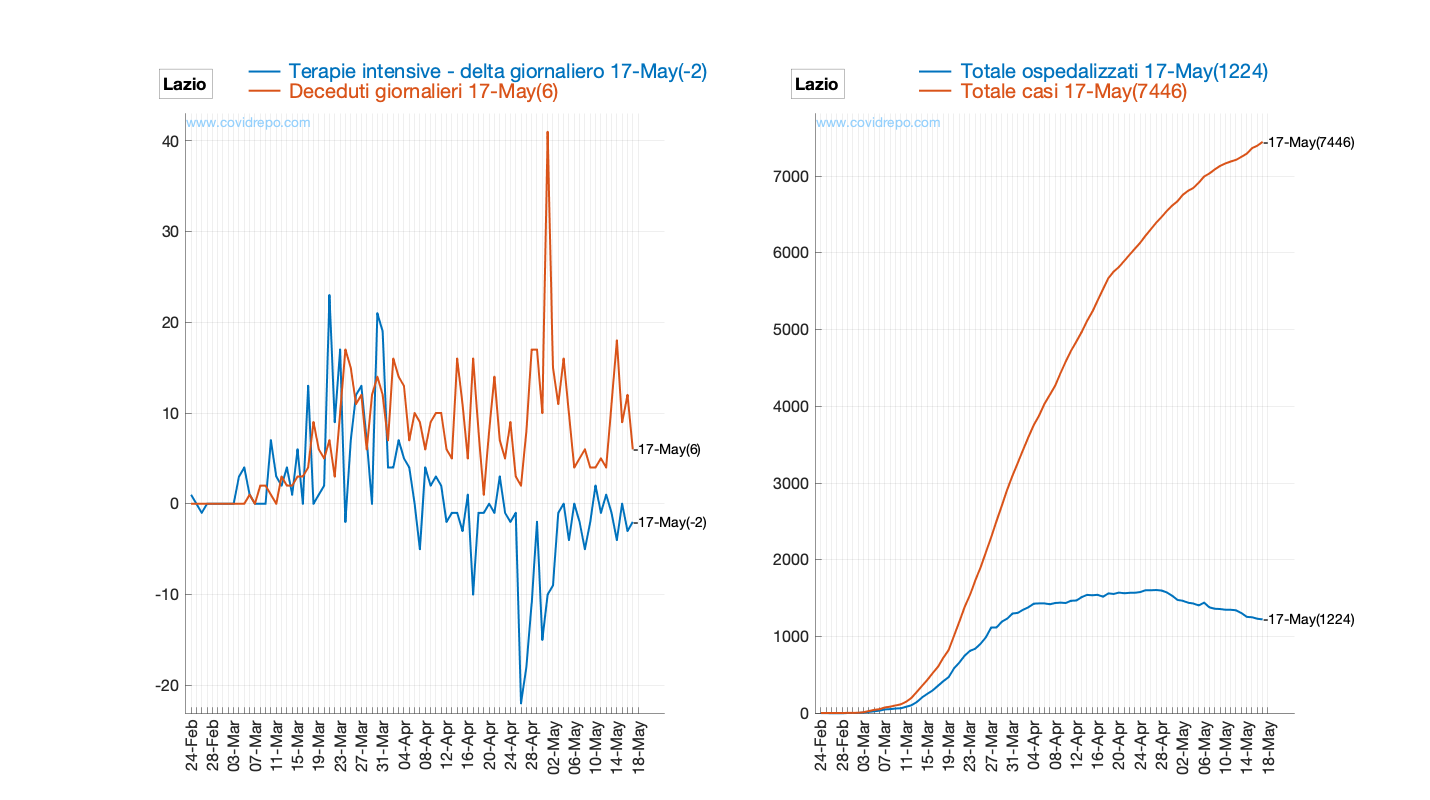 Lazio
Terapie intensive - delta giornaliero 17-May(-2)
Deceduti giornalieri 17-May(6)
www.covidrepo.com
40
30
20
10
0
-10
-20
-17-May(6)
-17-May(-2)
24-Feb
28-Feb
03-Mar
07-Mar
11-Mar
15-Mar
19-Mar
23-Mar
27-Mar
31-Mar
04-Apr
08-Apr
12-Apr
16-Apr
20-Apr
24-Apr
28-Apr
02-May
06-May
10-May
14-May
18-May
Lazio
Totale ospedalizzati 17-May(1224)
Totale casi 17-May(7446)
www.covidrepo.com
7000
6000
5000
4000
3000
2000
1000
0
-17-May(7446)
-17-May(1224)
24-Feb
28-Feb
03-Mar
07-Mar
11-Mar
15-Mar
19-Mar
23-Mar
27-Mar
31-Mar
04-Apr
08-Apr
12-Apr
16-Apr
20-Apr
24-Apr
28-Apr
02-May
06-May
10-May
14-May
18-May